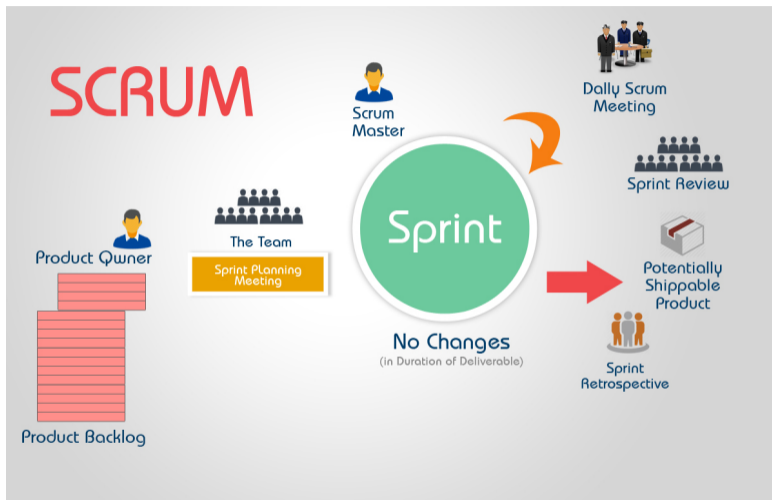 SCRUM
Scrum
Master
Dally Scrum
Meeting
Sprint Review
The Team
Sprint Planning
Meeting
Sprint
Product Qwner
Potentially
Shippable
Product
No Changes
(in Duration of Deliverable)
Sprint
Retrospective
Product Backlog